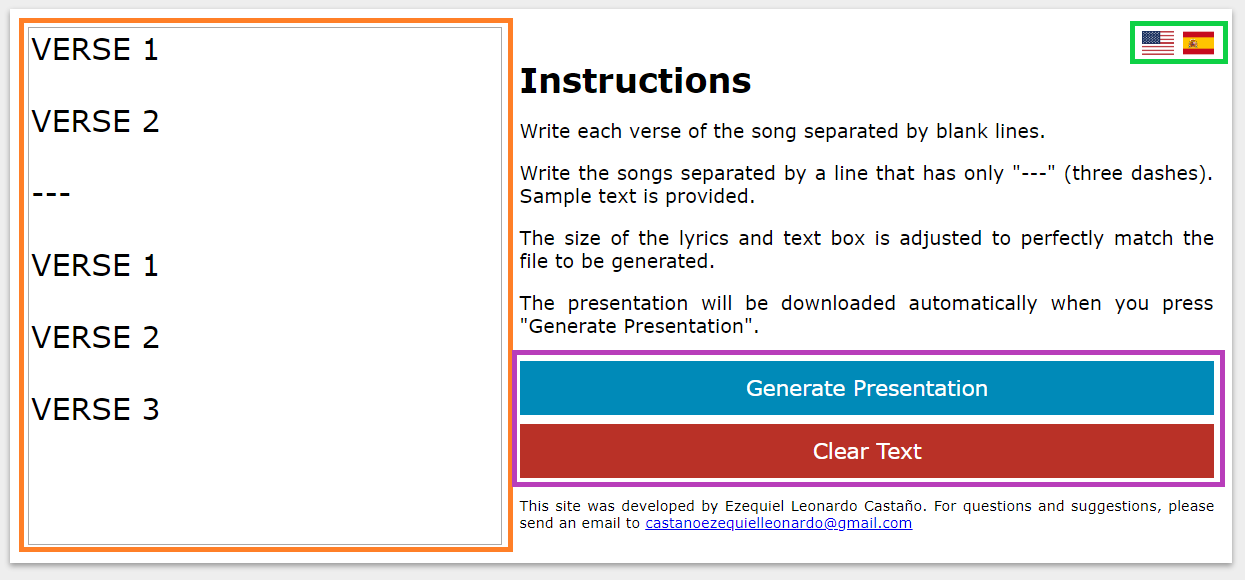 VERSE 1
VERSE 2
---
VERSE 1
VERSE 2
VERSE 3
Instructions
Write each verse of the song separated by blank lines.
Write the songs separated by a line that has only "---" (three dashes).
Sample text is provided.
The size of the lyrics and text box is adjusted to perfectly match the
file to be generated.
The presentation will be downloaded automatically when you press
"Generate Presentation".
Generate Presentation
Clear Text
This site was developed by Ezequiel Leonardo Castaño. For questions and suggestions, please
send an email to castanoezequielleonardo@gmail.com